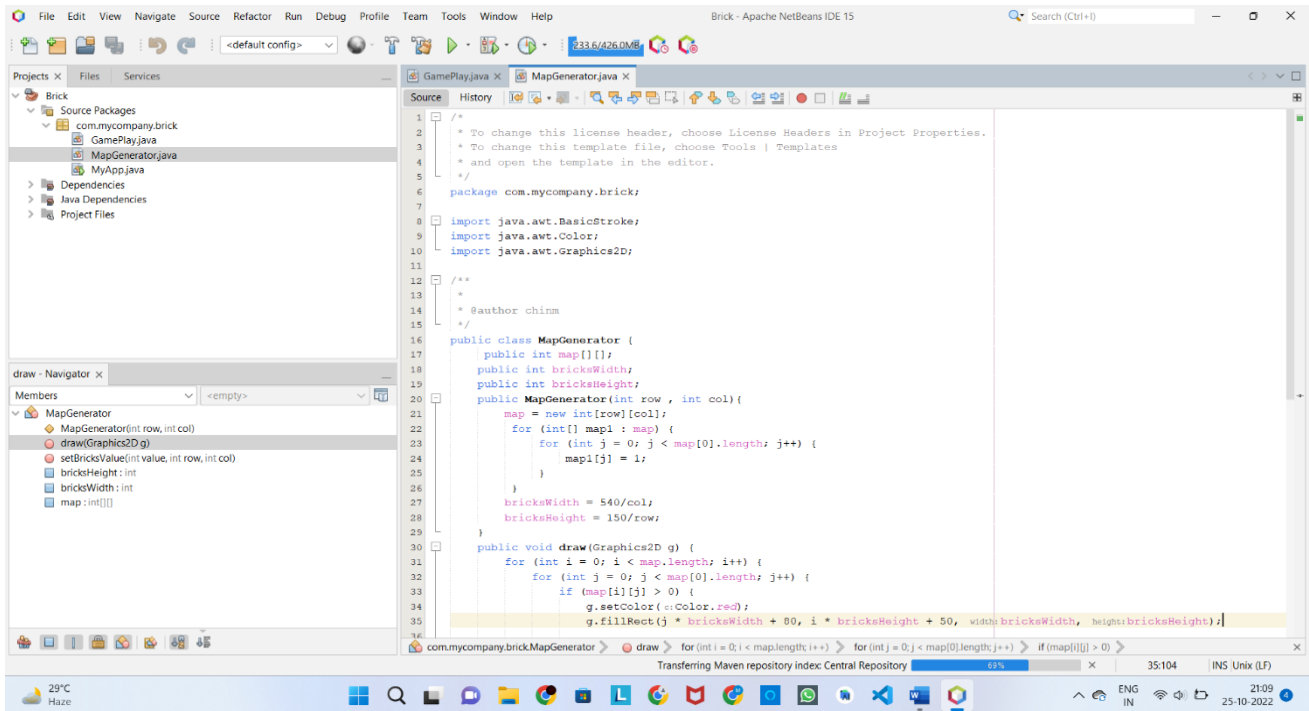 File Edit View Navigate Source Refactor Run Debug Profile Team Tools Window Help Brick - Apache NetBeans IDE 15 Search (Ctrl+I)
<default config> 233.6/426.0MB
Projects Files Services
Brick
Source Packages
com.mycompany.brick
GamePlay.java
MapGenerator.java
MyApp.java
Dependencies
Java Dependencies
Project Files
draw - Navigator
Members <empty>
MapGenerator
MapGenerator(int row, int col)
draw(Graphics2D g)
setBricksValue(int value, int row, int col)
bricksHeight : int
bricksWidth : int
map : int[][]
GamePlay.java MapGenerator.java
Source History
1 /*
2 * To change this license header, choose License Headers in Project Properties.
3 * To change this template file, choose Tools | Templates
4 * and open the template in the editor.
5 */
6 package com.mycompany.brick;
7
8 import java.awt.BasicStroke;
9 import java.awt.Color;
10 import java.awt.Graphics2D;
11
12 /**
13 *
14 * @author chinm
15 */
16 public class MapGenerator {
17 public int map[][];
18 public int bricksWidth;
19 public int bricksHeight;
20 public MapGenerator(int row , int col){
21 map = new int[row][col];
22 for (int[] map1 : map) {
23 for (int j = 0; j < map[0].length; j++) {
24 map1[j] = 1;
25 }
26 }
27 bricksWidth = 540/col;
28 bricksHeight = 150/row;
29 }
30 public void draw(Graphics2D g) {
31 for (int i = 0; i < map.length; i++) {
32 for (int j = 0; j < map[0].length; j++) {
33 if (map[i][j] > 0) {
34 g.setColor(c:Color.red);
35 g.fillRect(j * bricksWidth + 80, i * bricksHeight + 50, width:bricksWidth, height:bricksHeight);
36
com.mycompany.brick.MapGenerator draw for (int i = 0; i < map.length; i++) for (int j = 0; j < map[0].length; j++) if (map[i][j] > 0)
Transferring Maven repository index: Central Repository 69% 35:104 INS Unix (LF)
29°C
Haze
ENG
IN
21:09
25-10-2022
4